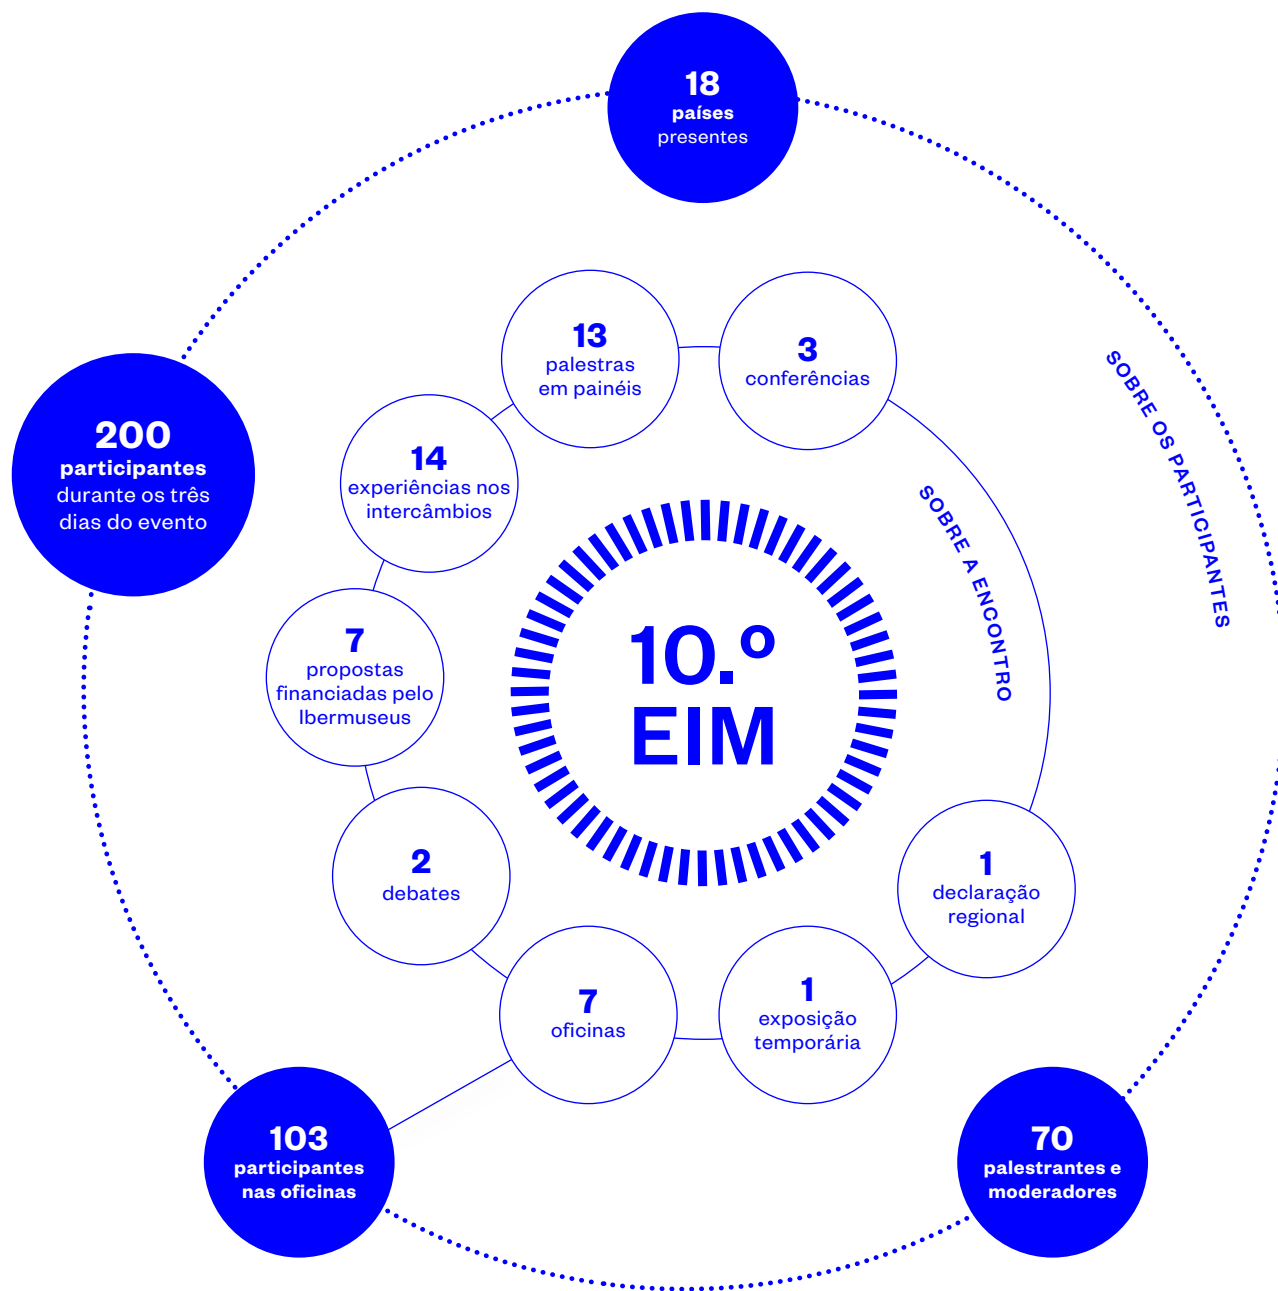 18
países
presentes
13
palestras
em painéis
3
conferências
SOBRE OS PARTICIPANTES
200
participantes
durante os três
dias do evento
14
experiências nos
intercâmbios
SOBRE A ENCONTRO
7
propostas
financiadas pelo
Ibermuseus
10.º
EIM
2
debates
1
declaração
regional
7
oficinas
1
exposição
temporária
103
participantes
nas oficinas
70
palestrantes e
moderadores